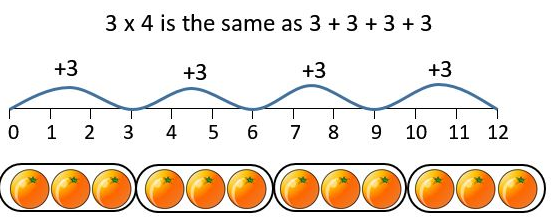 3 x 4 is the same as 3 + 3 + 3 + 3
+3 +3 +3 +3
0 1 2 3 4 5 6 7 8 9 10 11 12